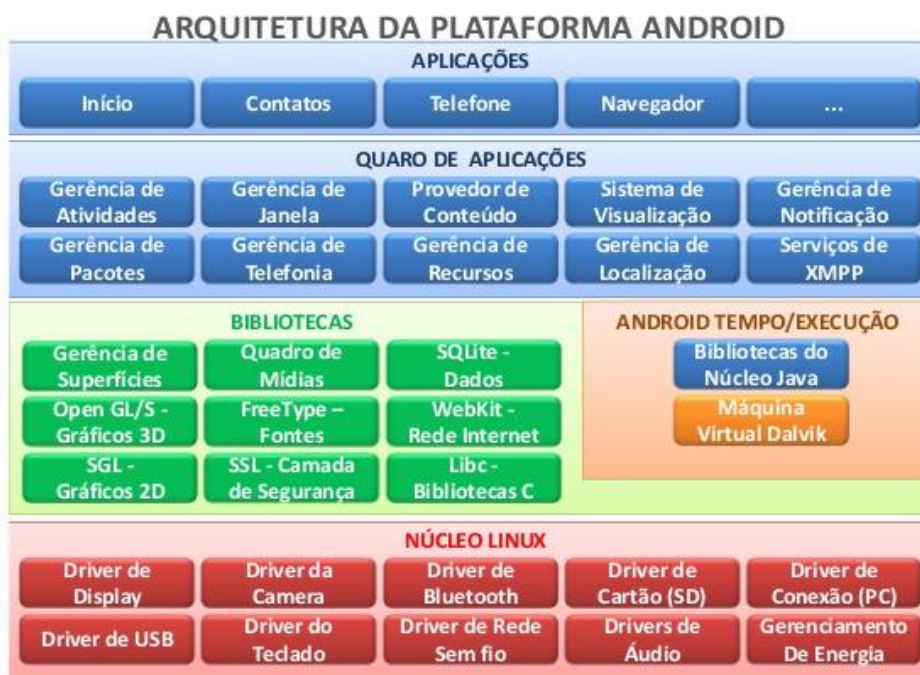 ARQUITETURA DA PLATAFORMA ANDROID
APLICAÇÕES
Início
Contatos
Telefone
Navegador
...
QUARO DE APLICAÇÕES
Gerência de
Atividades
Gerência de
Janela
Provedor de
Conteúdo
Sistema de
Visualização
Gerência de
Notificação
Gerência de
Pacotes
Gerência de
Telefonia
Gerência de
Recursos
Gerência de
Localização
Serviços de
XMPP
BIBLIOTECAS
Gerência de
Superfícies
Quadro de
Mídias
SQLite -
Dados
Open GL/S -
Gráficos 3D
FreeType –
Fontes
WebKit -
Rede Internet
SGL -
Gráficos 2D
SSL - Camada
de Segurança
Libc -
Bibliotecas C
ANDROID TEMPO/EXECUÇÃO
Bibliotecas do
Núcleo Java
Máquina
Virtual Dalvik
NÚCLEO LINUX
Driver de
Display
Driver da
Camera
Driver de
Bluetooth
Driver de
Cartão (SD)
Driver de
Conexão (PC)
Driver de USB
Driver do
Teclado
Driver de Rede
Sem fio
Drivers de
Áudio
Gerenciamento
De Energia